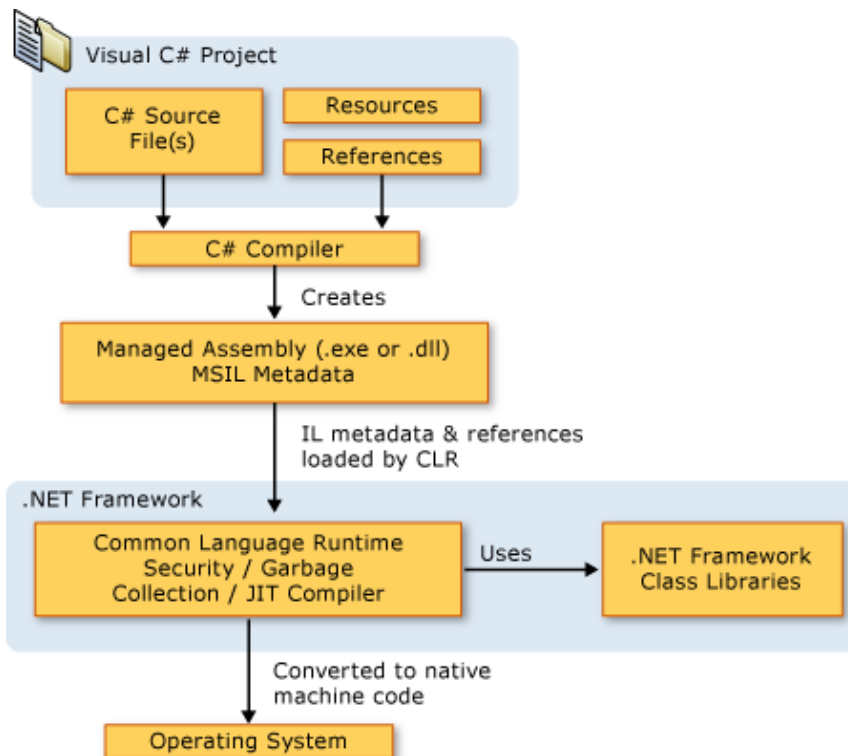 Visual C# Project
C# Source
File(s)
Resources
References
C# Compiler
Creates
Managed Assembly (.exe or .dll)
MSIL Metadata
IL metadata & references
loaded by CLR
.NET Framework
Common Language Runtime
Security / Garbage
Collection / JIT Compiler
Uses
.NET Framework
Class Libraries
Converted to native
machine code
Operating System